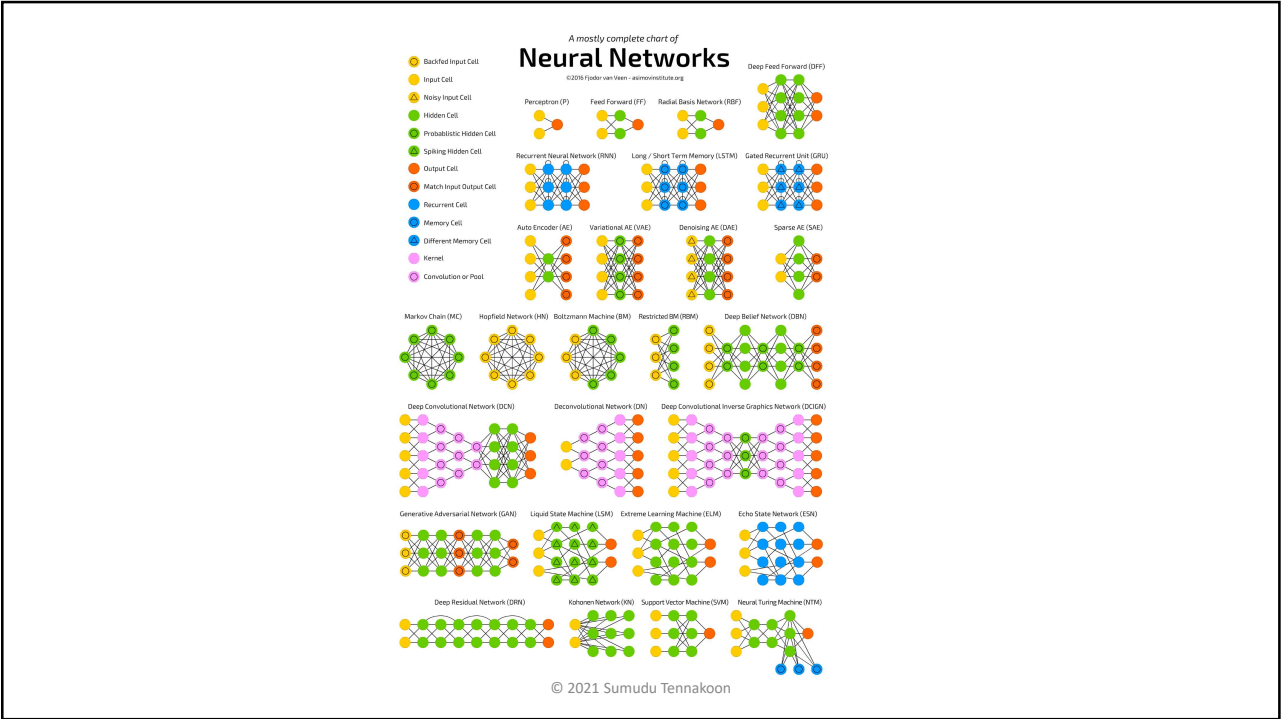 A mostly complete chart of
Neural Networks
©2016 Fjodor van Veen - asimovinstitute.org
Backfed Input Cell
Input Cell
Noisy Input Cell
Hidden Cell
Probablistic Hidden Cell
Spiking Hidden Cell
Output Cell
Match Input Output Cell
Recurrent Cell
Memory Cell
Different Memory Cell
Kernel
Convolution or Pool
Deep Feed Forward (DFF)
Perceptron (P)
Feed Forward (FF)
Radial Basis Network (RBF)
Recurrent Neural Network (RNN)
Long / Short Term Memory (LSTM)
Gated Recurrent Unit (GRU)
Auto Encoder (AE)
Variational AE (VAE)
Denoising AE (DAE)
Sparse AE (SAE)
Markov Chain (MC)
Hopfield Network (HN)
Boltzmann Machine (BM)
Restricted BM (RBM)
Deep Belief Network (DBN)
Deep Convolutional Network (DCN)
Deconvolutional Network (DN)
Deep Convolutional Inverse Graphics Network (DCIGN)
Generative Adversarial Network (GAN)
Liquid State Machine (LSM)
Extreme Learning Machine (ELM)
Echo State Network (ESN)
Deep Residual Network (DRN)
Kohonen Network (KN)
Support Vector Machine (SVM)
Neural Turing Machine (NTM)
© 2021 Sumudu Tennakoon